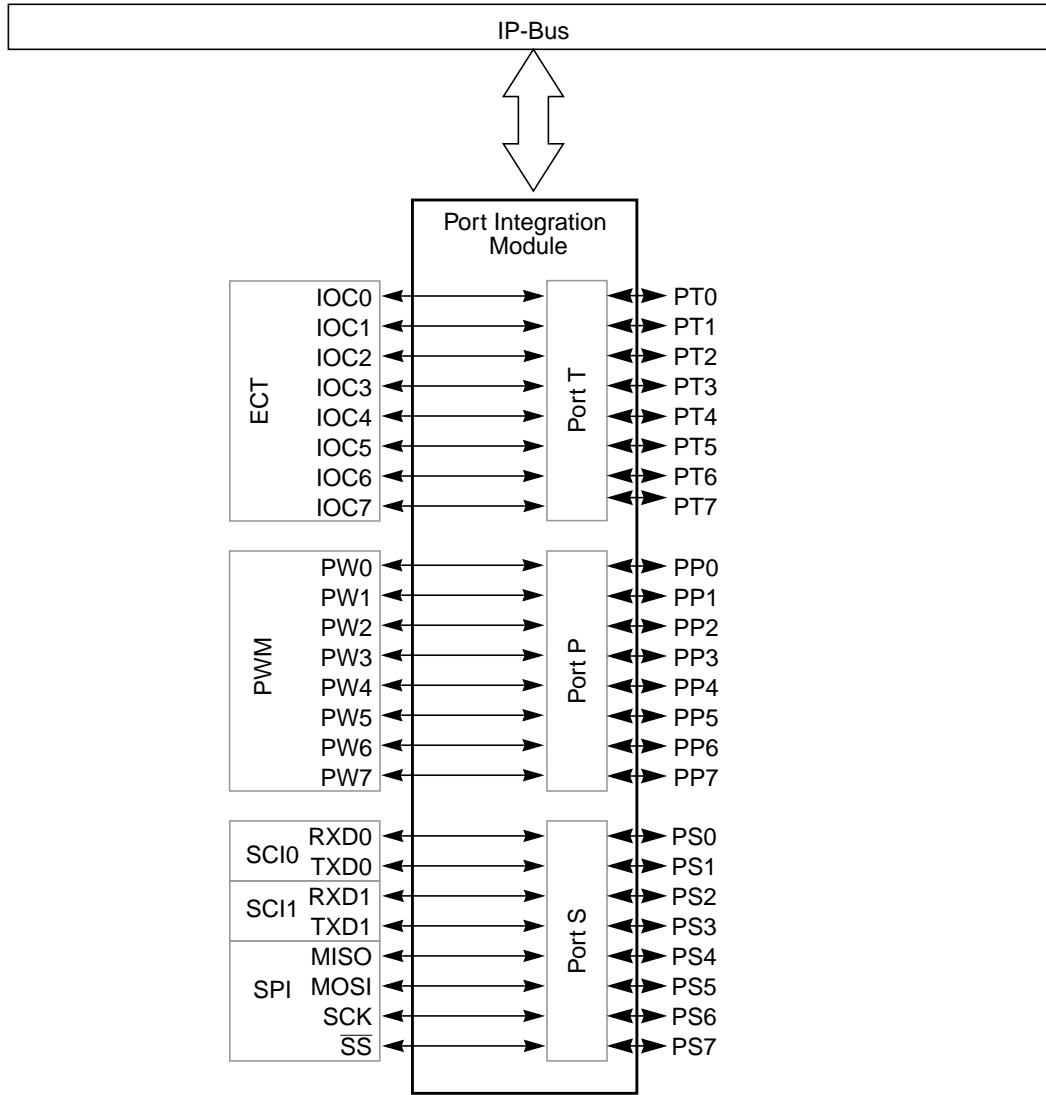 IP-Bus
Port Integration
Module
ECT
IOC0
IOC1
IOC2
IOC3
IOC4
IOC5
IOC6
IOC7
Port T
PT0
PT1
PT2
PT3
PT4
PT5
PT6
PT7
PWM
PW0
PW1
PW2
PW3
PW4
PW5
PW6
PW7
Port P
PP0
PP1
PP2
PP3
PP4
PP5
PP6
PP7
SCI0
RXD0
TXD0
SCI1
RXD1
TXD1
SPI
MISO
MOSI
SCK
S̅S̅
Port S
PS0
PS1
PS2
PS3
PS4
PS5
PS6
PS7